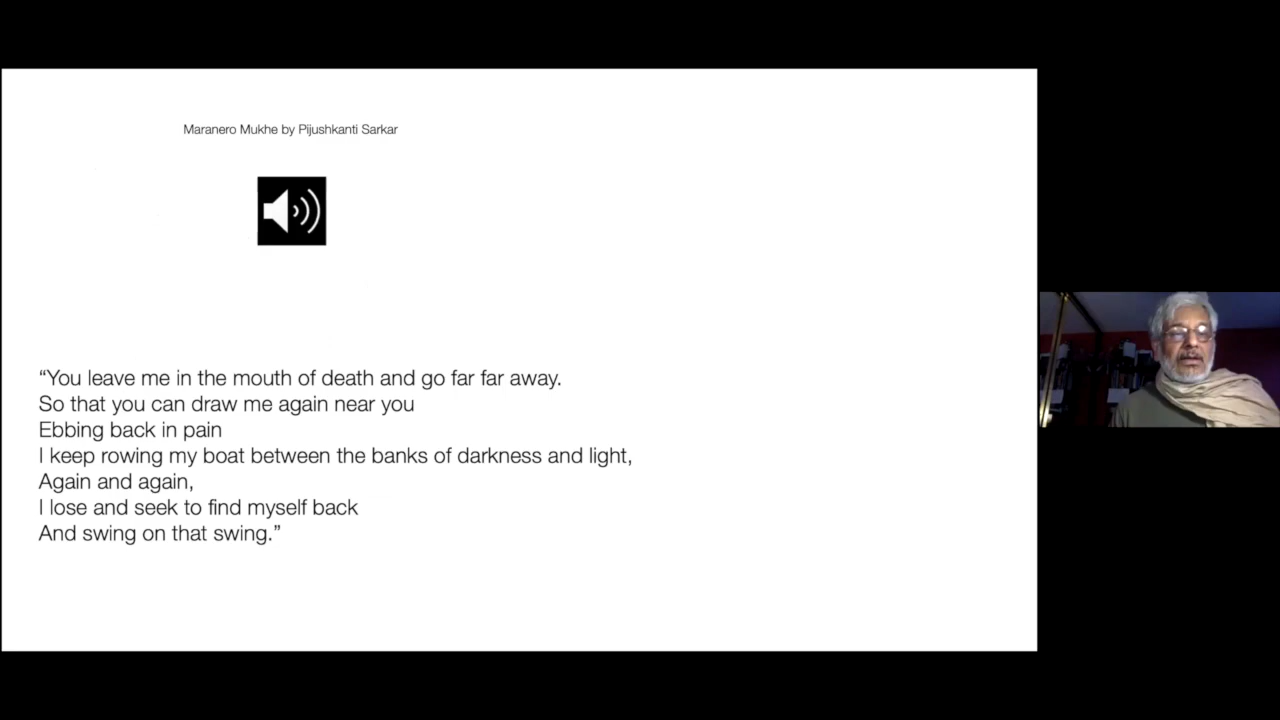 Maranero Mukhe by Pijushkanti Sarkar
“You leave me in the mouth of death and go far far away.
So that you can draw me again near you
Ebbing back in pain
I keep rowing my boat between the banks of darkness and light,
Again and again,
I lose and seek to find myself back
And swing on that swing.”